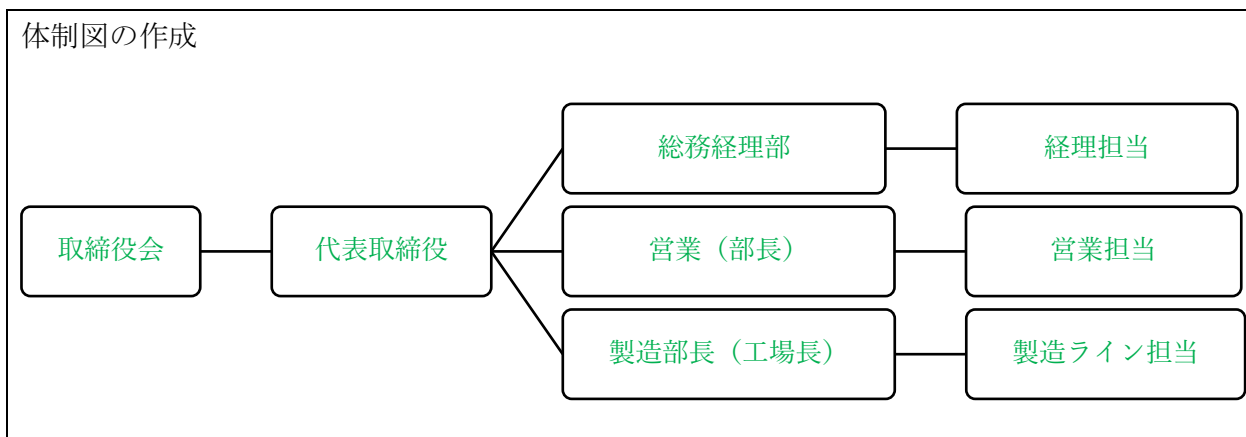 体制図の作成
総務経理部
経理担当
取締役会
代表取締役
営業（部長）
営業担当
製造部長（工場長）
製造ライン担当